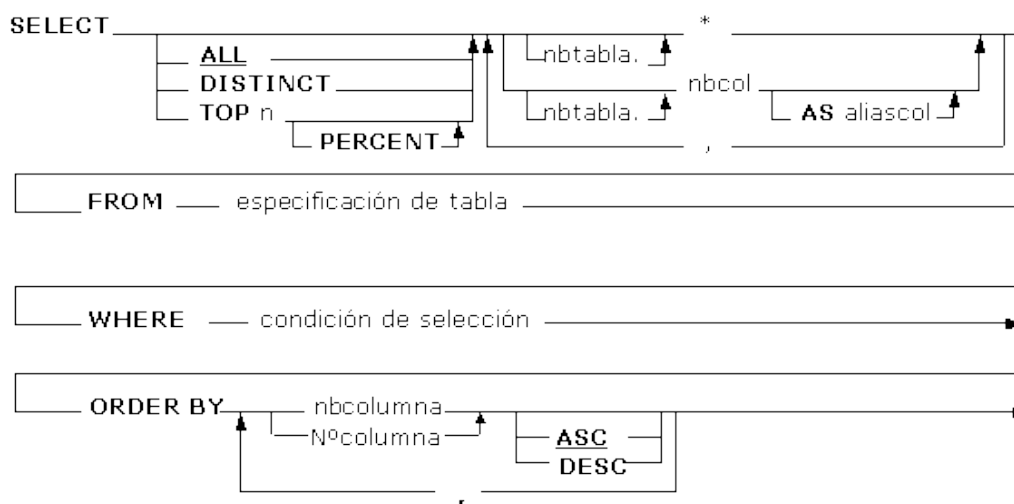 SELECT *
ALL nbtabla.
DISTINCT nbcol
TOP n nbtabla. AS aliascol
PERCENT ,
FROM especificación de tabla
WHERE condición de selección
ORDER BY nbcolumna
Nºcolumna ASC
DESC
,